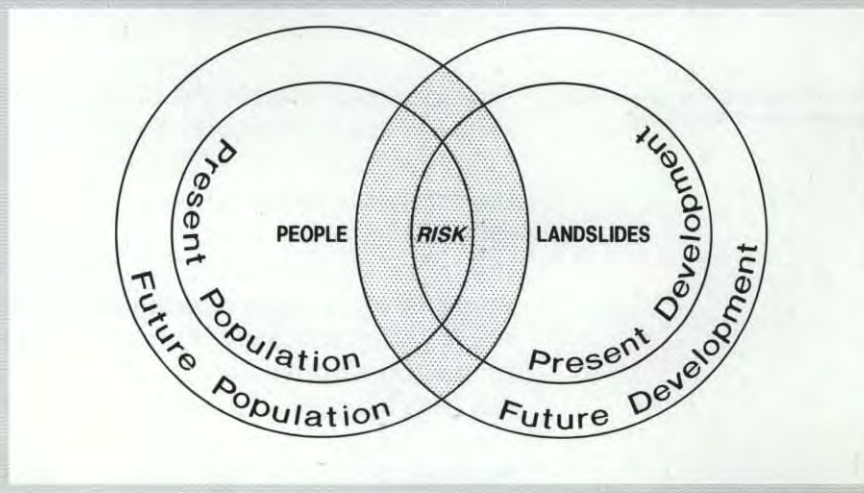 PEOPLE
RISK
LANDSLIDES
Present Population
Future Population
Present Development
Future Development